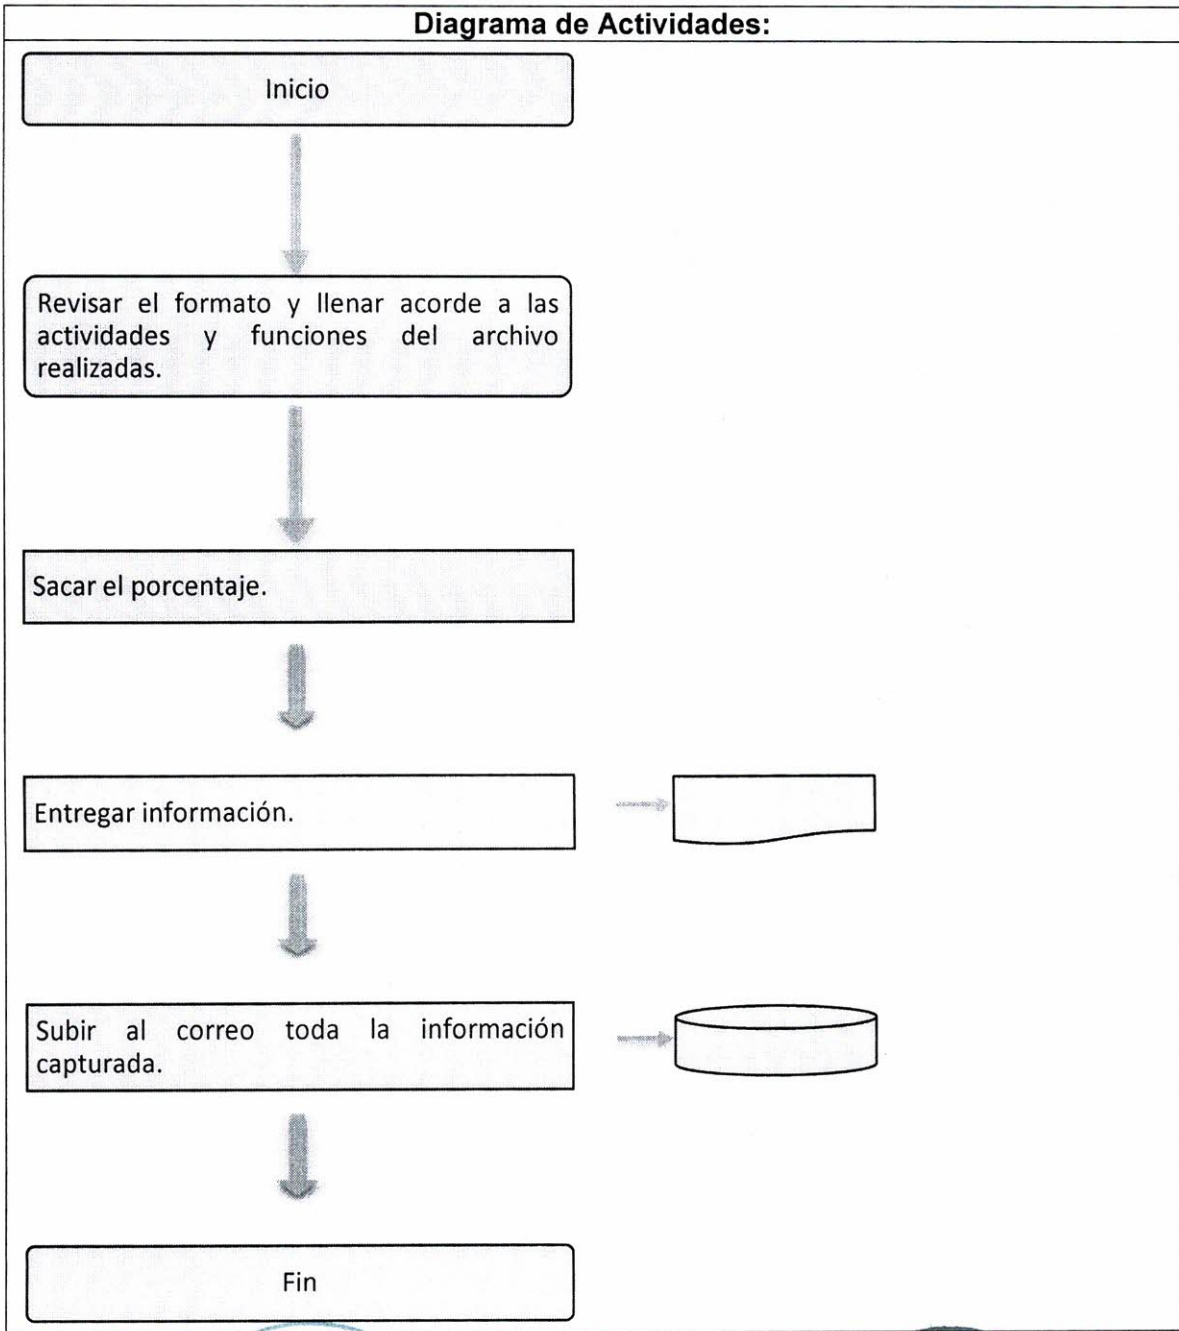 Diagrama de Actividades:
Inicio
Revisar el formato y llenar acorde a las
actividades y funciones del archivo
realizadas.
Sacar el porcentaje.
Entregar información.
Subir al correo toda la información
capturada.
Fin